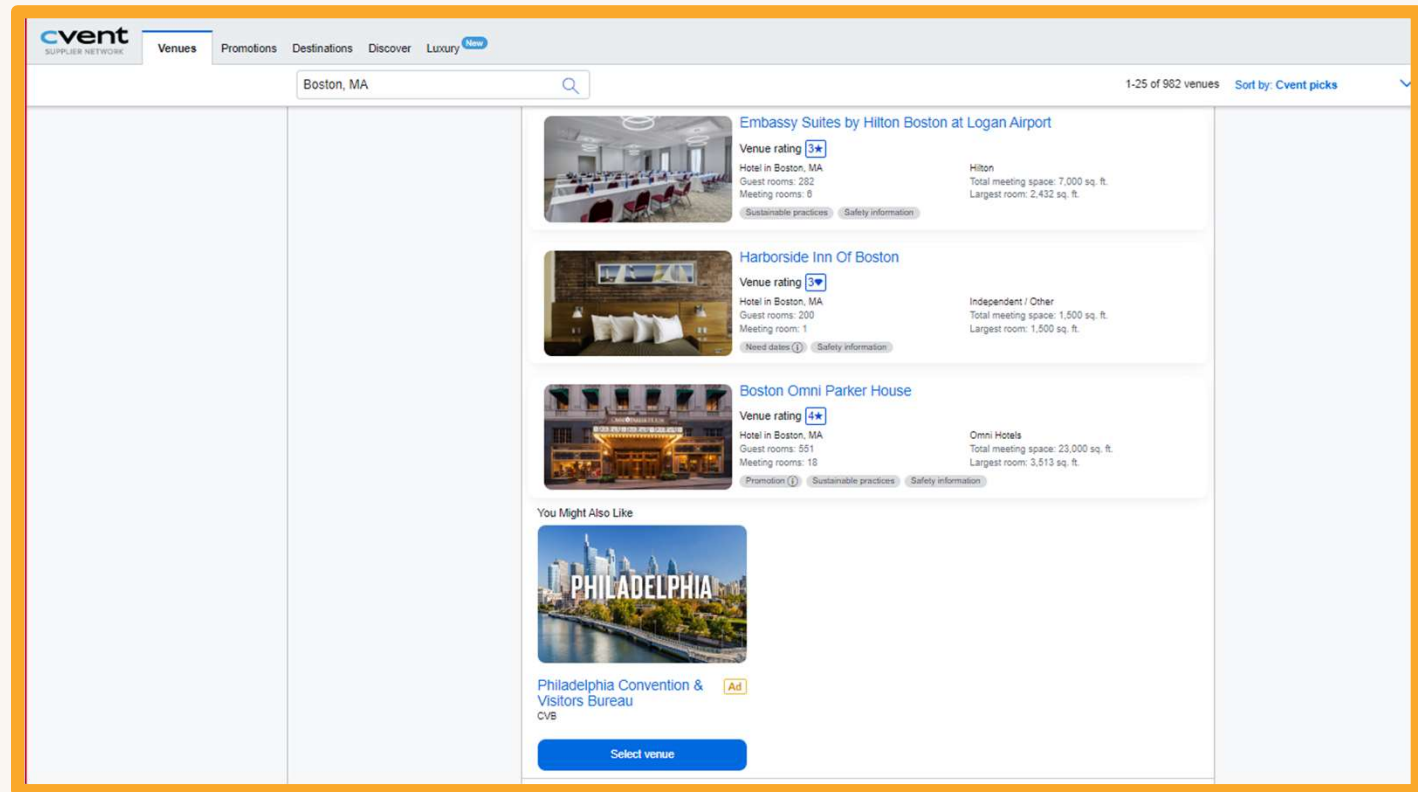 cvent
SUPPLIER NETWORK
Venues Promotions Destinations Discover Luxury New
Boston, MA
1-25 of 982 venues Sort by: Cvent picks
Embassy Suites by Hilton Boston at Logan Airport
Venue rating 3★
Hotel in Boston, MA Hilton
Guest rooms: 282 Total meeting space: 7,000 sq. ft.
Meeting rooms: 6 Largest room: 2,432 sq. ft.
Sustainable practices Safety information
Harborside Inn Of Boston
Venue rating 3
Hotel in Boston, MA Independent / Other
Guest rooms: 200 Total meeting space: 1,500 sq. ft.
Meeting room: 1 Largest room: 1,500 sq. ft.
Need dates Safety information
Boston Omni Parker House
Venue rating 4★
Hotel in Boston, MA Omni Hotels
Guest rooms: 551 Total meeting space: 23,000 sq. ft.
Meeting rooms: 18 Largest room: 3,513 sq. ft.
Promotion Sustainable practices Safety information
You Might Also Like
PHILADELPHIA
Philadelphia Convention & Ad
Visitors Bureau
CVB
Select venue